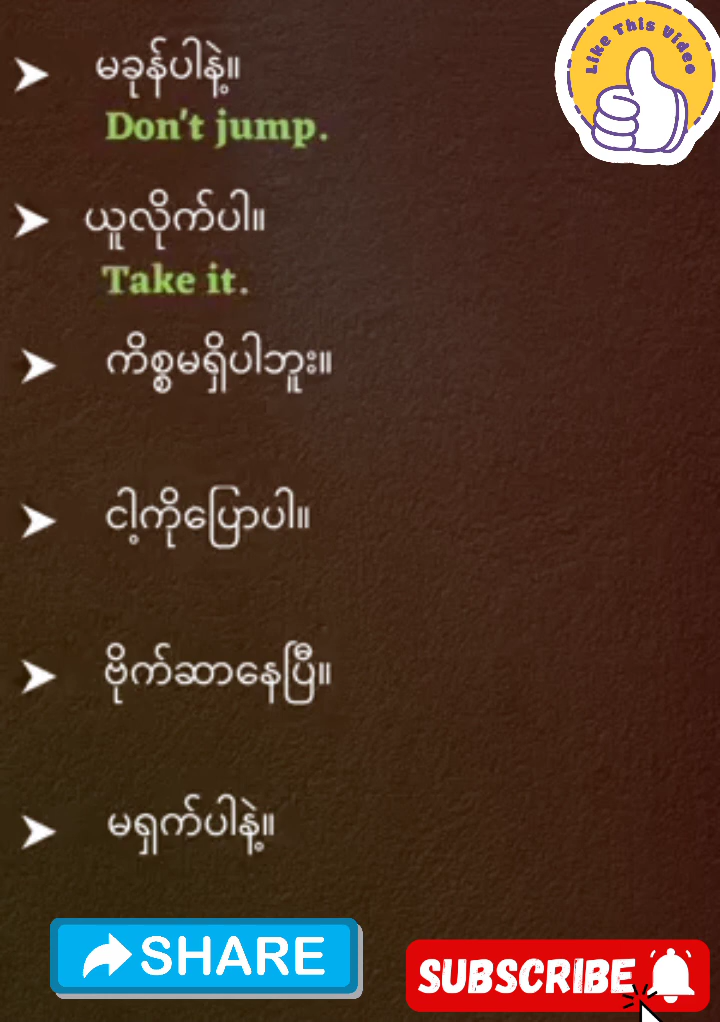 Like This Video
မခုန်ပါနဲ့။
Don't jump.
ယူလိုက်ပါ။
Take it.
ကိစ္စမရှိပါဘူး။
ငါ့ကိုပြောပါ။
ဗိုက်ဆာနေပြီ။
မရှက်ပါနဲ့။
SHARE
SUBSCRIBE